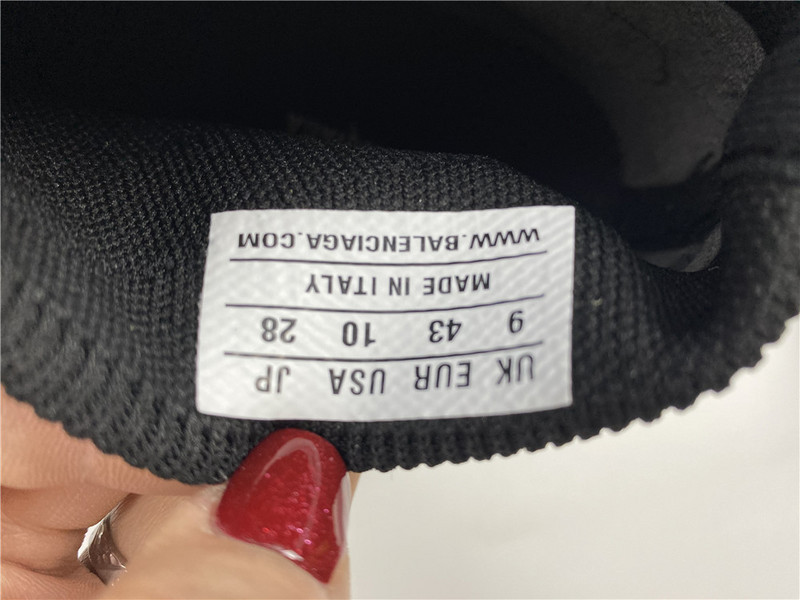 UK EUR USA JP
9 43 10 28
MADE IN ITALY
WWW.BALENCIAGA.COM